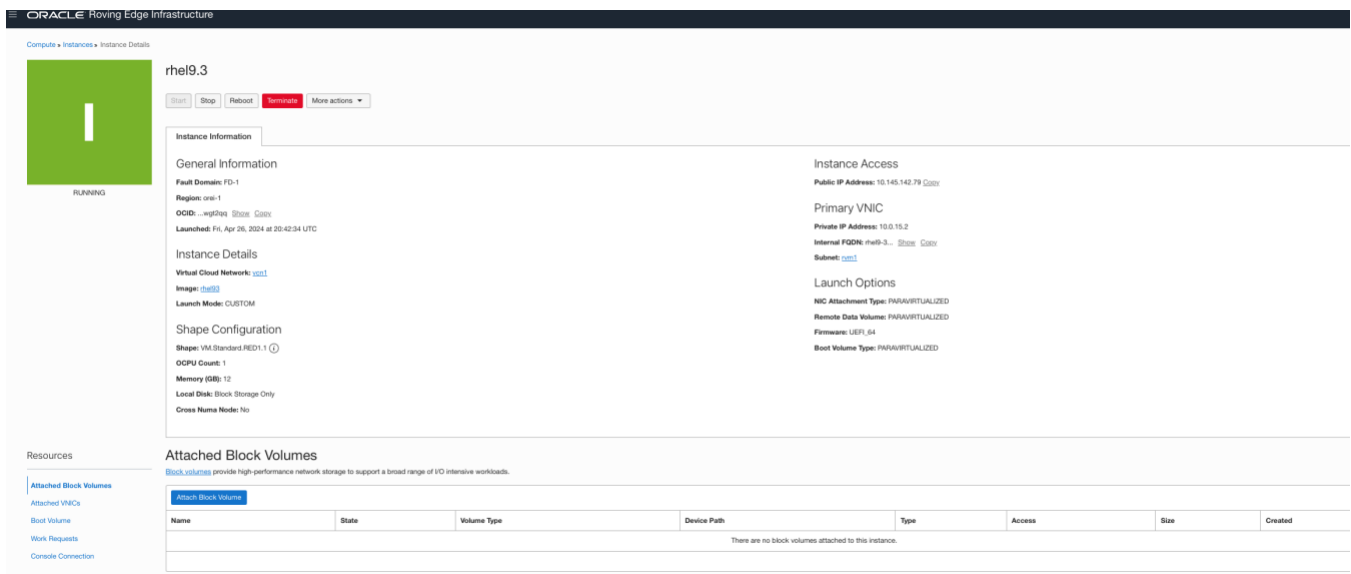 ORACLE Roving Edge Infrastructure
Compute » Instances » Instance Details
I
RUNNING
rhel9.3
Start Stop Reboot Terminate More actions
Instance Information
General Information
Fault Domain: FD-1
Region: orei-1
OCID: ...wgt2qq Show Copy
Launched: Fri, Apr 26, 2024 at 20:42:34 UTC
Instance Details
Virtual Cloud Network: vcn1
Image: rhel93
Launch Mode: CUSTOM
Shape Configuration
Shape: VM.Standard.RED1.1
OCPU Count: 1
Memory (GB): 12
Local Disk: Block Storage Only
Cross Numa Node: No
Instance Access
Public IP Address: 10.145.142.79 Copy
Primary VNIC
Private IP Address: 10.0.15.2
Internal FQDN: rhel9-3... Show Copy
Subnet:
Launch Options
NIC Attachment Type: PARAVIRTUALIZED
Remote Data Volume: PARAVIRTUALIZED
Firmware: UEFI_64
Boot Volume Type: PARAVIRTUALIZED
Resources
Attached Block Volumes
Attached VNICs
Boot Volume
Work Requests
Console Connection
Attached Block Volumes
Block volumes provide high-performance network storage to support a broad range of I/O intensive workloads.
Attach Block Volume
Name State Volume Type Device Path Type Access Size Created
There are no block volumes attached to this instance.